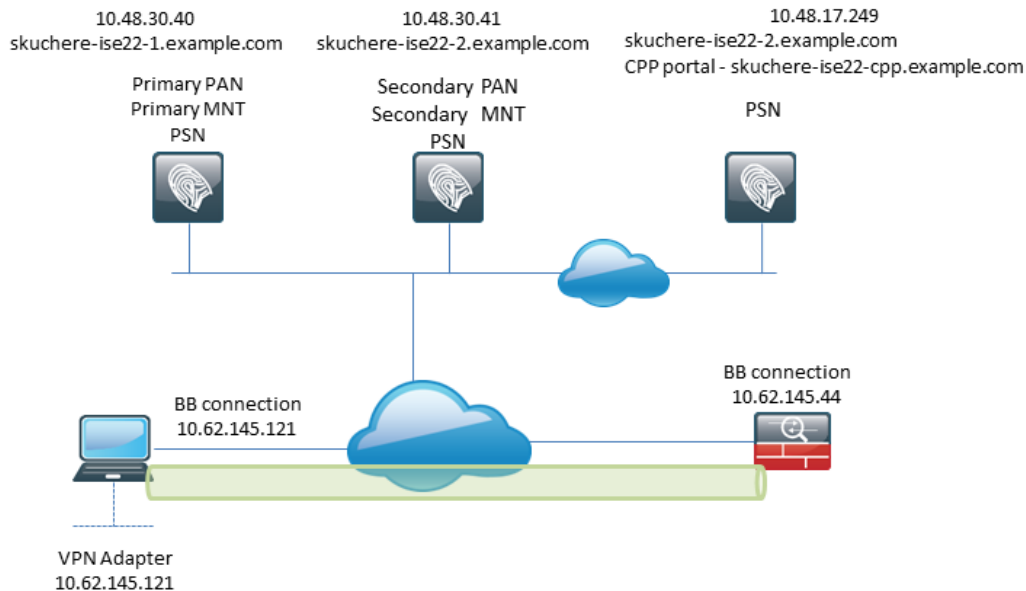 10.48.30.40
skuchere-ise22-1.example.com
Primary PAN
Primary MNT
PSN
10.48.30.41
skuchere-ise22-2.example.com
Secondary PAN
Secondary MNT
PSN
10.48.17.249
skuchere-ise22-2.example.com
CPP portal - skuchere-ise22-cpp.example.com
PSN
BB connection
10.62.145.121
BB connection
10.62.145.44
VPN Adapter
10.62.145.121